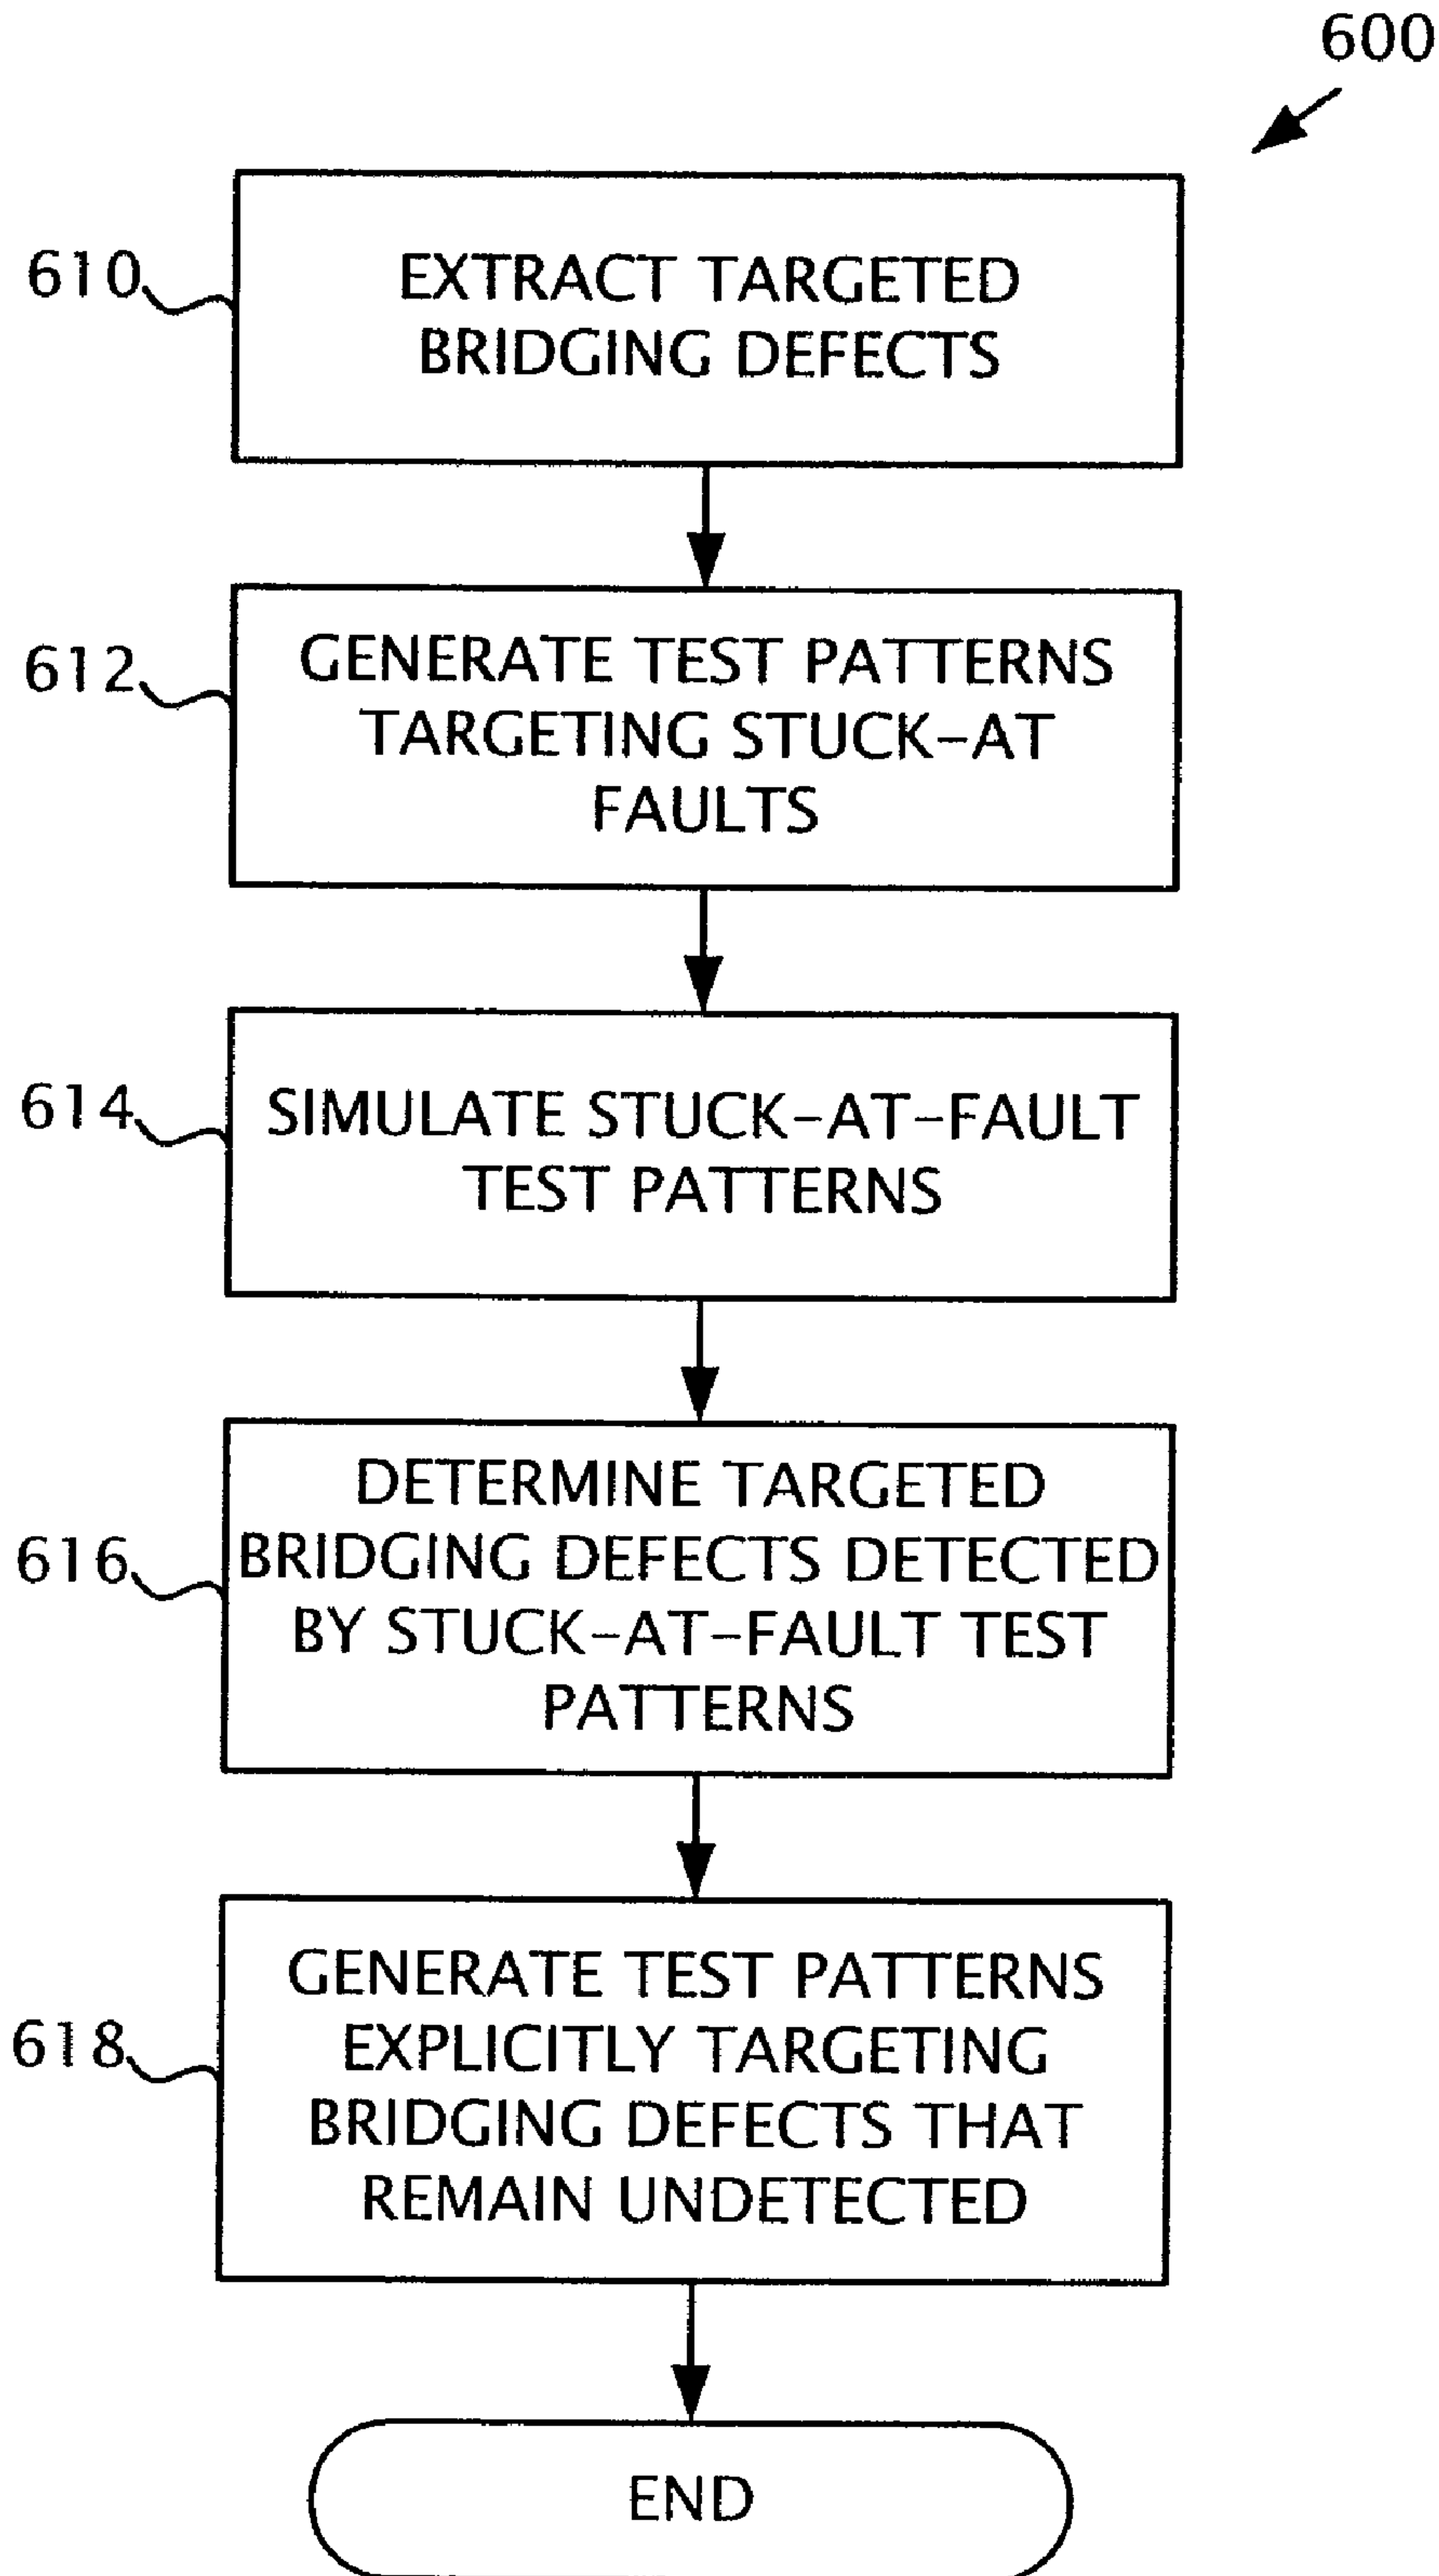 600
610
EXTRACT TARGETED
BRIDGING DEFECTS
612
GENERATE TEST PATTERNS
TARGETING STUCK-AT
FAULTS
614
SIMULATE STUCK-AT-FAULT
TEST PATTERNS
616
DETERMINE TARGETED
BRIDGING DEFECTS DETECTED
BY STUCK-AT-FAULT TEST
PATTERNS
618
GENERATE TEST PATTERNS
EXPLICITLY TARGETING
BRIDGING DEFECTS THAT
REMAIN UNDETECTED
END